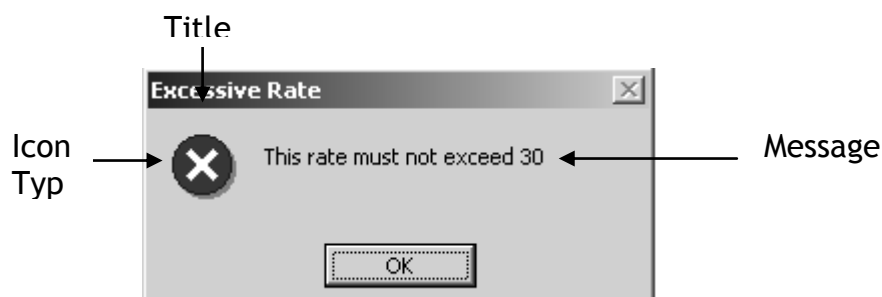 Title
Excessive Rate
Icon
Typ
This rate must not exceed 30
Message
OK